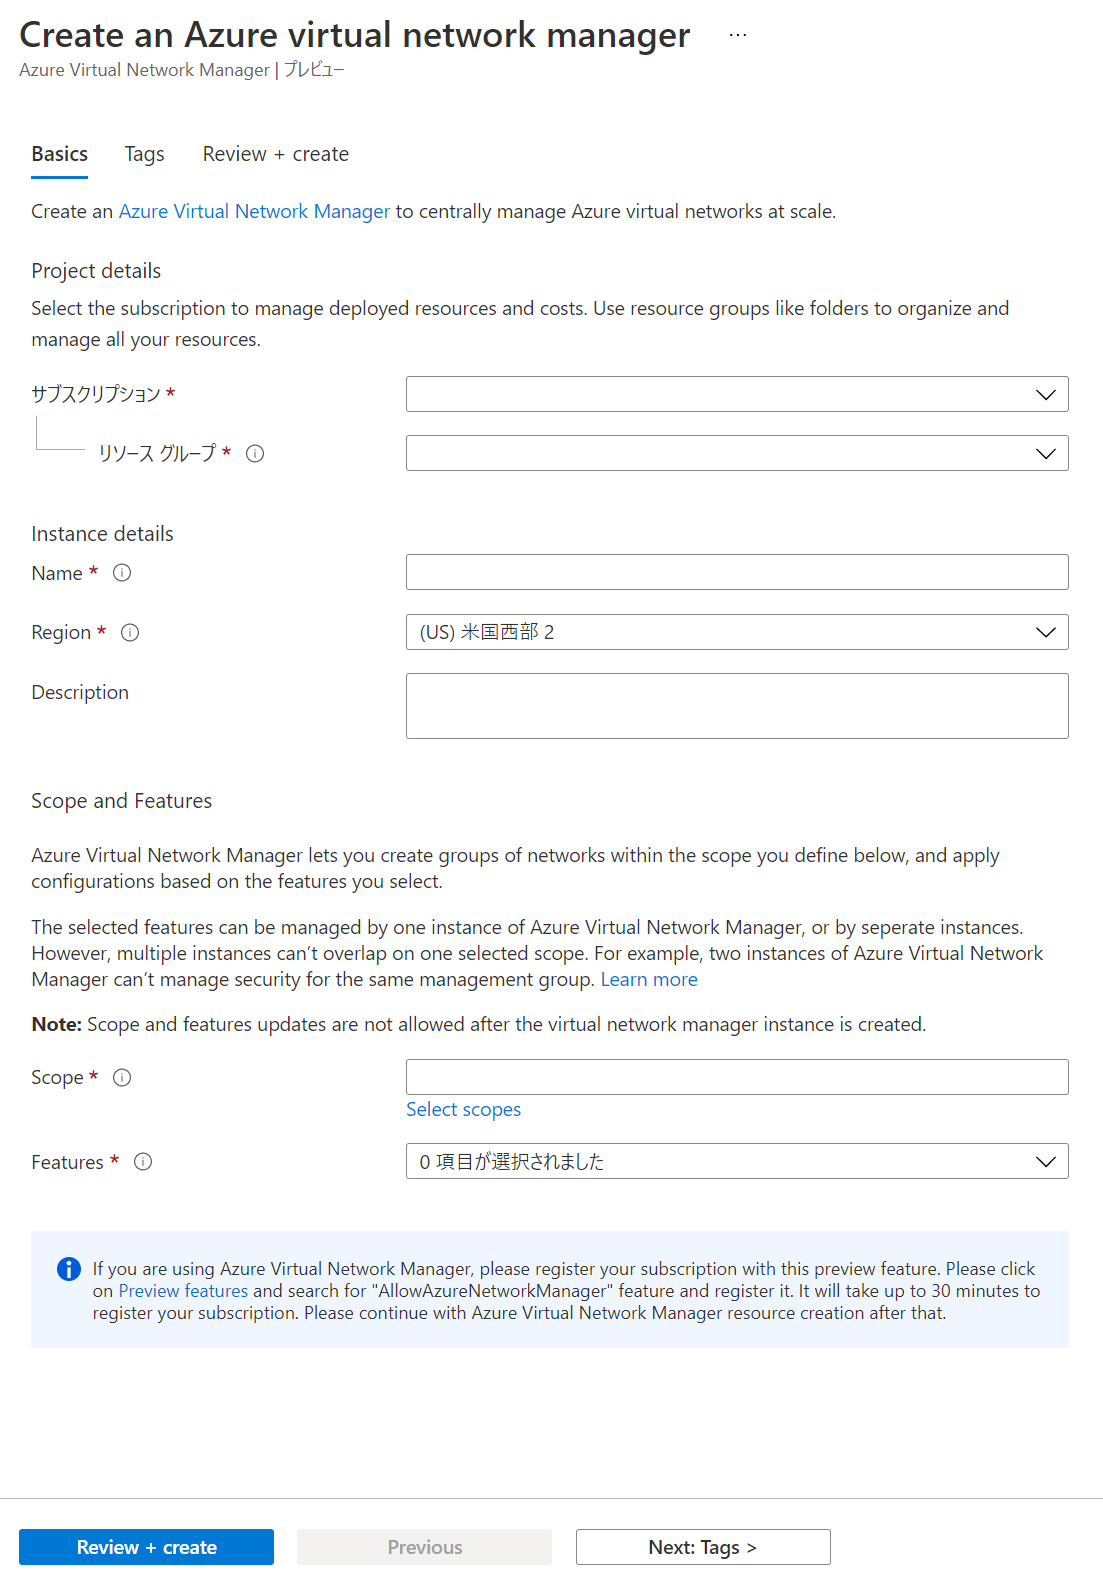 Create an Azure virtual network manager ...
Azure Virtual Network Manager | プレビュー
Basics Tags Review + create
Create an Azure Virtual Network Manager to centrally manage Azure virtual networks at scale.
Project details
Select the subscription to manage deployed resources and costs. Use resource groups like folders to organize and
manage all your resources.
サブスクリプション *
リソース グループ *
Instance details
Name *
Region * (US) 米国西部 2
Description
Scope and Features
Azure Virtual Network Manager lets you create groups of networks within the scope you define below, and apply
configurations based on the features you select.
The selected features can be managed by one instance of Azure Virtual Network Manager, or by seperate instances.
However, multiple instances can’t overlap on one selected scope. For example, two instances of Azure Virtual Network
Manager can’t manage security for the same management group. Learn more
Note: Scope and features updates are not allowed after the virtual network manager instance is created.
Scope *
Select scopes
Features * 0 項目が選択されました
If you are using Azure Virtual Network Manager, please register your subscription with this preview feature. Please click
on Preview features and search for "AllowAzureNetworkManager" feature and register it. It will take up to 30 minutes to
register your subscription. Please continue with Azure Virtual Network Manager resource creation after that.
Review + create Previous Next: Tags >